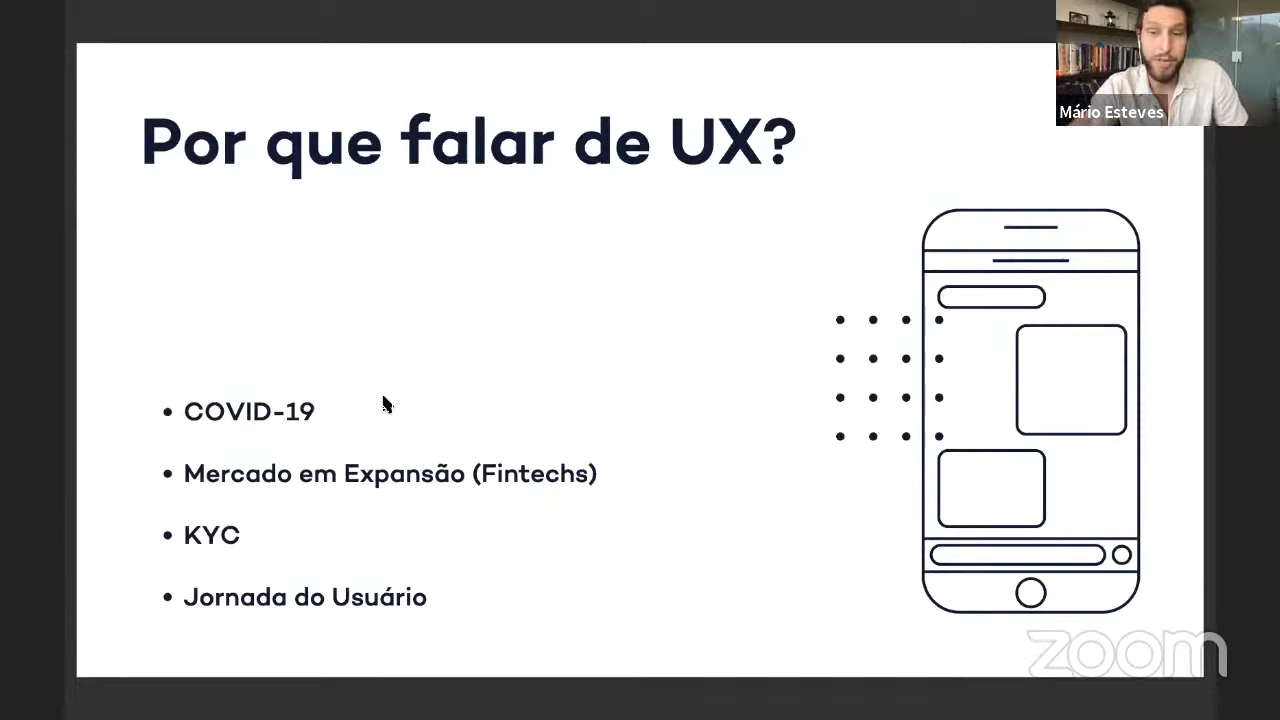 Mário Esteves
Por que falar de UX?
• COVID-19
• Mercado em Expansão (Fintechs)
• KYC
• Jornada do Usuário
zoom